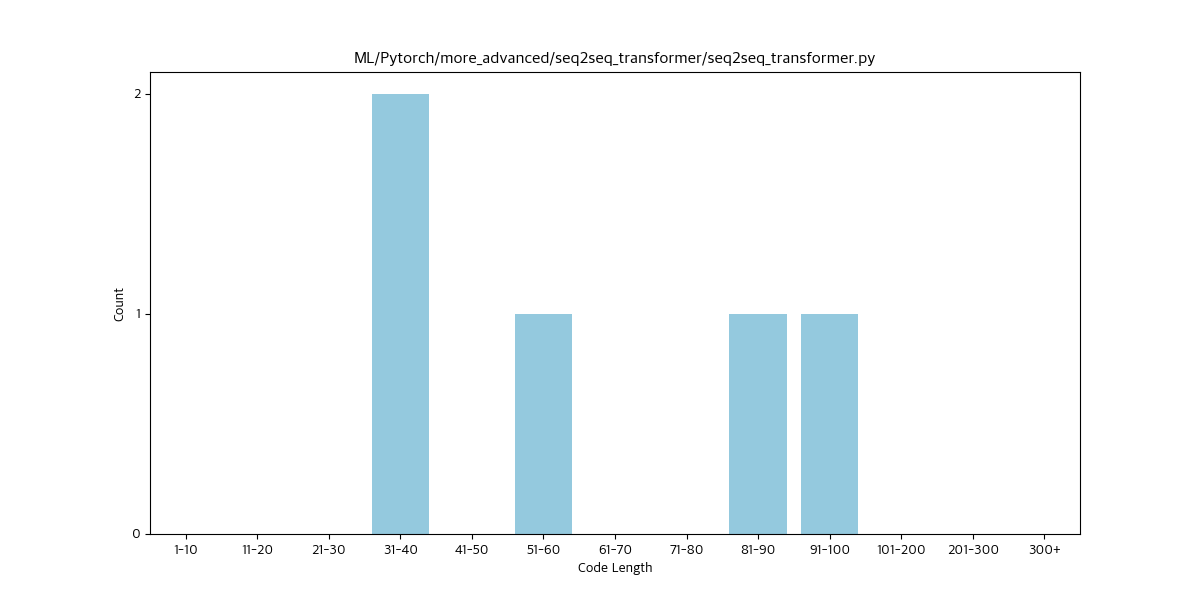 ML/Pytorch/more_advanced/seq2seq_transformer/seq2seq_transformer.py
2
1
0
Count
1-10 11-20 21-30 31-40 41-50 51-60 61-70 71-80 81-90 91-100 101-200 201-300 300+
Code Length